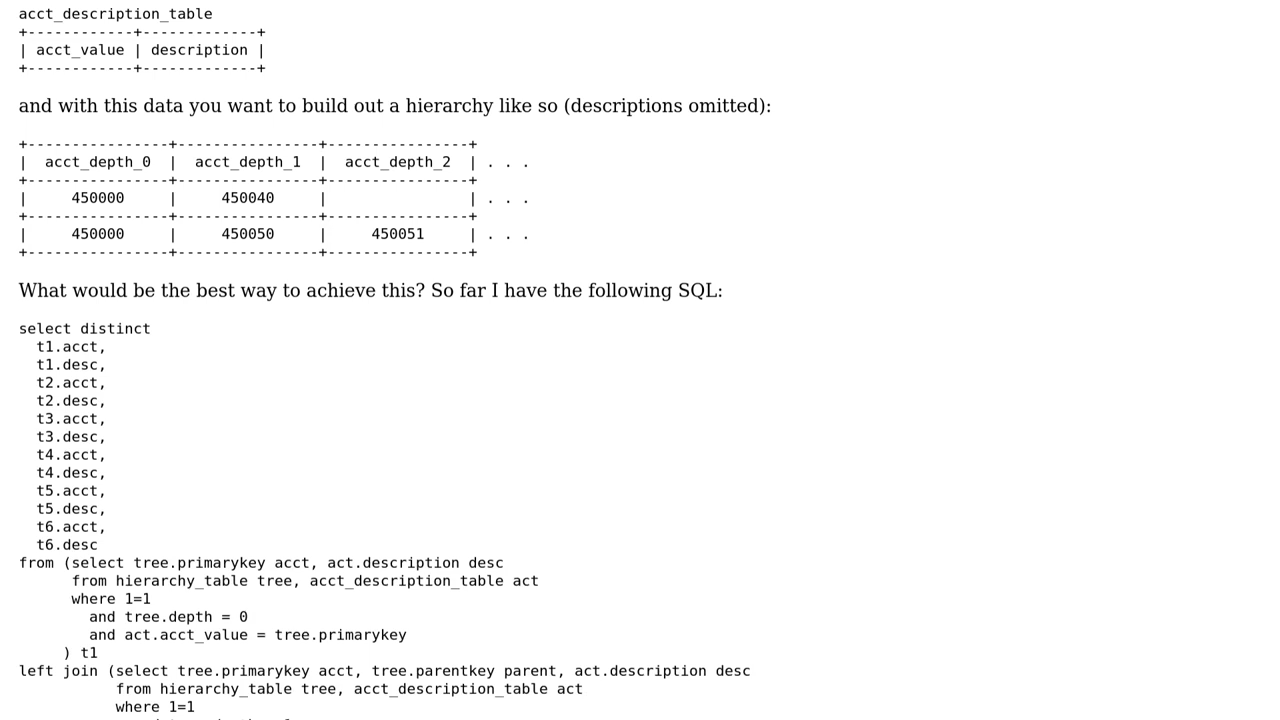 acct_description_table
+------------+-------------+
| acct_value | description |
+------------+-------------+
and with this data you want to build out a hierarchy like so (descriptions omitted):
+----------------+----------------+----------------+
|  acct_depth_0  |  acct_depth_1  |  acct_depth_2  | . . .
+----------------+----------------+----------------+
|     450000     |     450040     |                | . . .
+----------------+----------------+----------------+
|     450000     |     450050     |     450051     | . . .
+----------------+----------------+----------------+
What would be the best way to achieve this? So far I have the following SQL:
select distinct
  t1.acct,
  t1.desc,
  t2.acct,
  t2.desc,
  t3.acct,
  t3.desc,
  t4.acct,
  t4.desc,
  t5.acct,
  t5.desc,
  t6.acct,
  t6.desc
from (select tree.primarykey acct, act.description desc
      from hierarchy_table tree, acct_description_table act
      where 1=1
        and tree.depth = 0
        and act.acct_value = tree.primarykey
     ) t1
left join (select tree.primarykey acct, tree.parentkey parent, act.description desc
           from hierarchy_table tree, acct_description_table act
           where 1=1